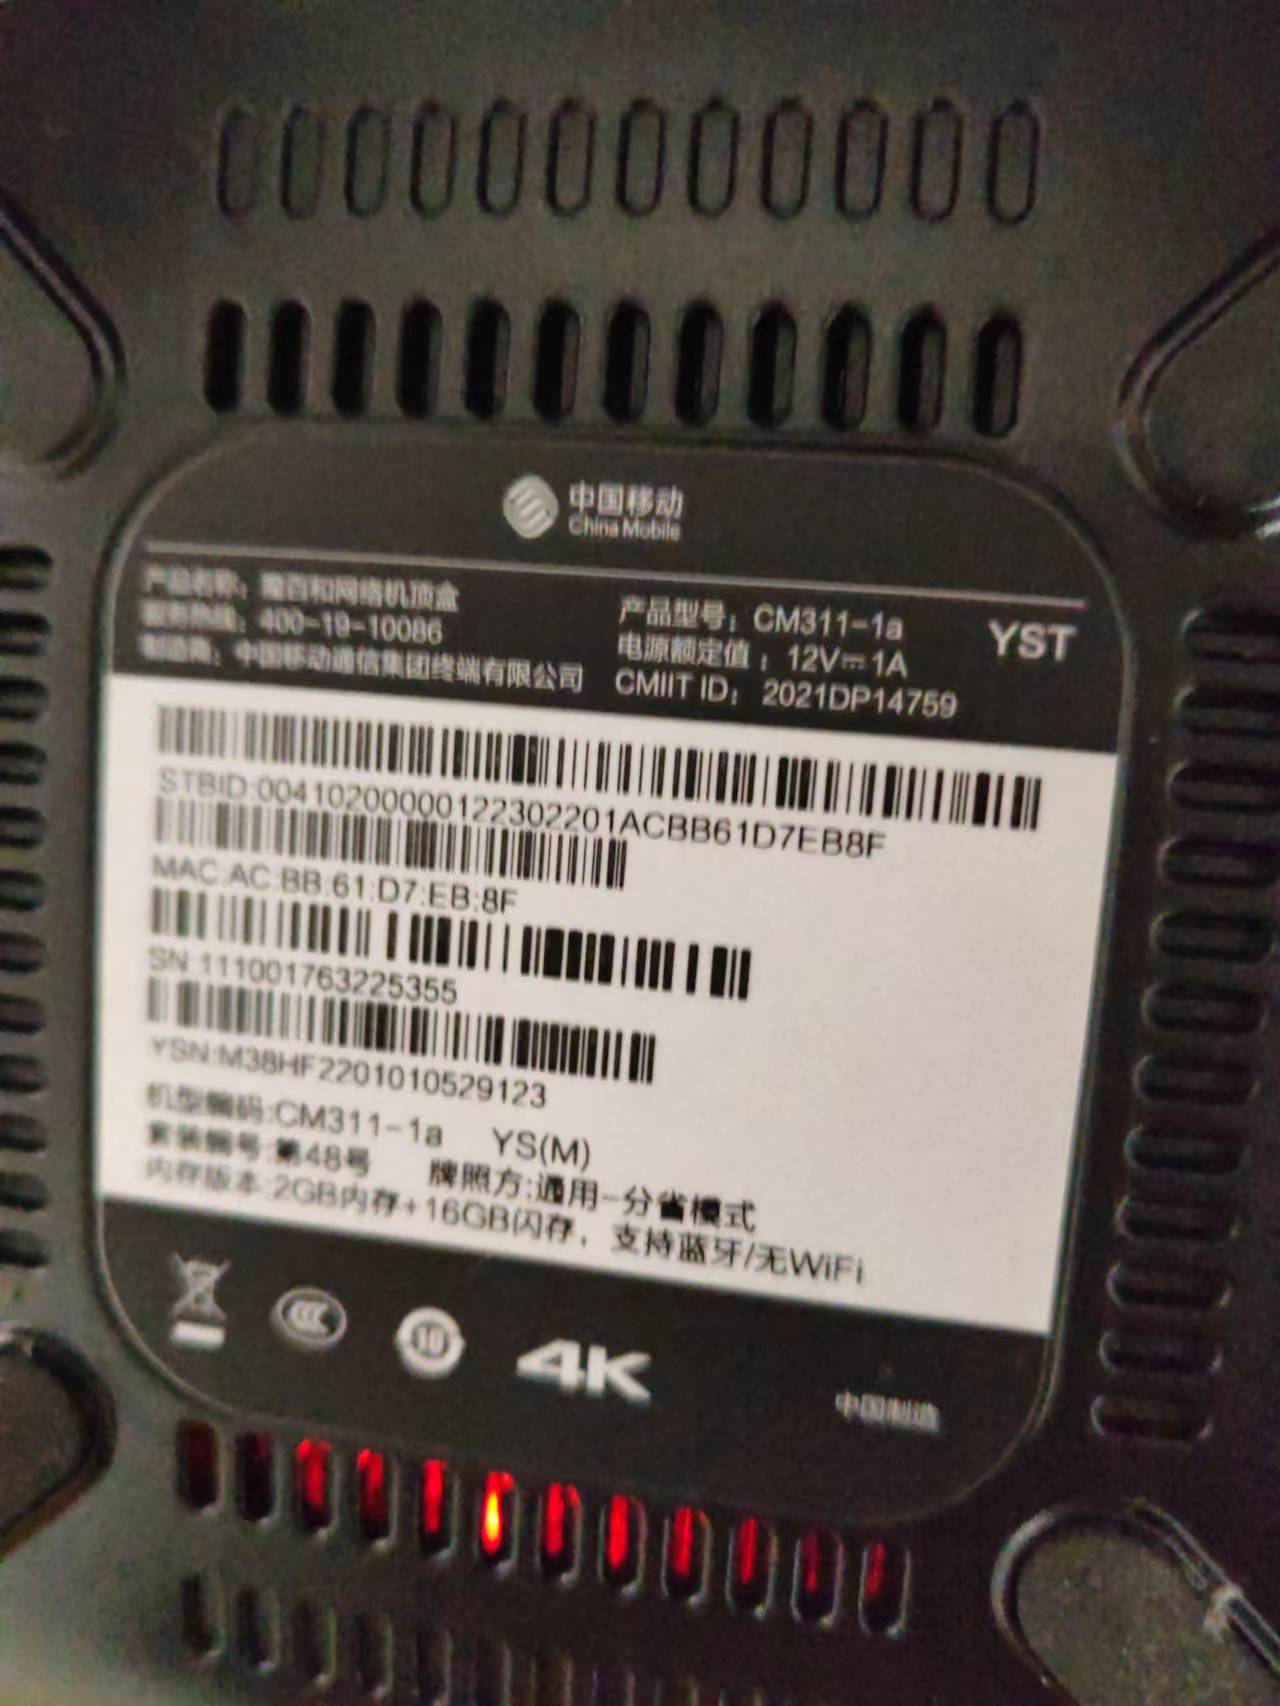 中国移动
China Mobile
产品名称：魔百和网络机顶盒
服务热线：400-19-10086
制造商：中国移动通信集团终端有限公司
产品型号：CM311-1a
电源额定值：12V⎓1A
CMIIT ID：2021DP14759
YST
STBID:00410200000122302201ACBB61D7EB8F
MAC:AC:BB:61:D7:EB:8F
SN:111001763225355
YSN:M38HF2201010529123
机型编码:CM311-1a YS(M)
套装编号:第48号 牌照方:通用-分省模式
内存版本:2GB内存+16GB闪存，支持蓝牙/无WiFi
10
4K
中国制造